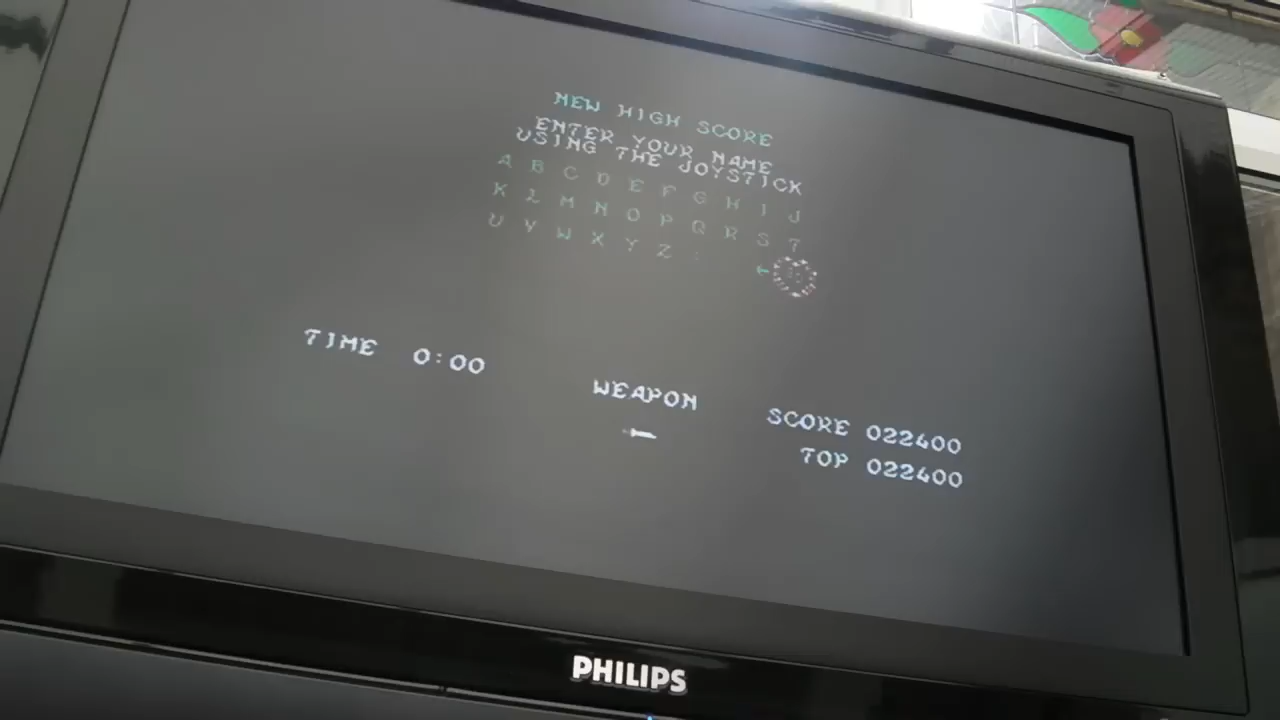 NEW HIGH SCORE
ENTER YOUR NAME
USING THE JOYSTICK
A B C D E F G H I J
K L M N O P Q R S T
U V W X Y Z : ←
TIME 0:00
WEAPON
SCORE 022400
TOP 022400
PHILIPS